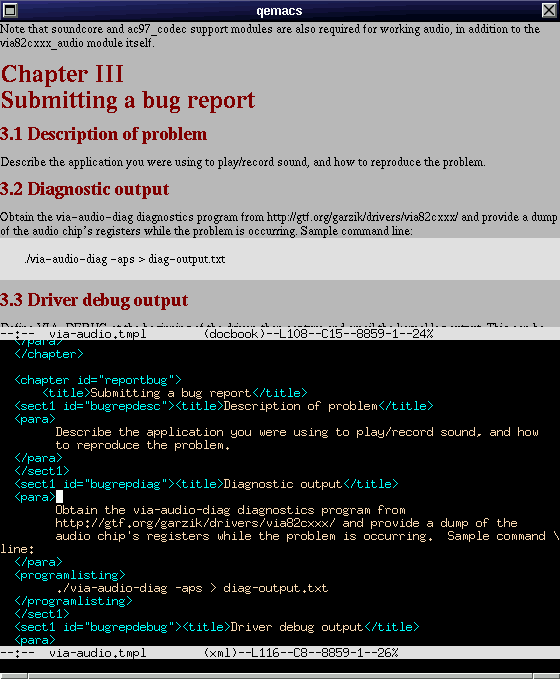 qemacs
Note that soundcore and ac97_codec support modules are also required for working audio, in addition to the
via82cxxx_audio module itself.
Chapter III
Submitting a bug report
3.1 Description of problem
Describe the application you were using to play/record sound, and how to reproduce the problem.
3.2 Diagnostic output
Obtain the via-audio-diag diagnostics program from http://gtf.org/garzik/drivers/via82cxxx/ and provide a dump
of the audio chip's registers while the problem is occurring. Sample command line:
./via-audio-diag -aps > diag-output.txt
3.3 Driver debug output
--:-- via-audio.tmpl (docbook)--L108--C15--8859-1--24%
</para>
</chapter>
<chapter id="reportbug">
<title>Submitting a bug report</title>
<sect1 id="bugrepdesc"><title>Description of problem</title>
<para>
Describe the application you were using to play/record sound, and how
to reproduce the problem.
</para>
</sect1>
<sect1 id="bugrepdiag"><title>Diagnostic output</title>
<para>
Obtain the via-audio-diag diagnostics program from
http://gtf.org/garzik/drivers/via82cxxx/ and provide a dump of the
audio chip's registers while the problem is occurring.  Sample command \
line:
</para>
<programlisting>
./via-audio-diag -aps > diag-output.txt
</programlisting>
</sect1>
<sect1 id="bugrepdebug"><title>Driver debug output</title>
<para>
--:-- via-audio.tmpl (xml)--L116--C8--8859-1--26%